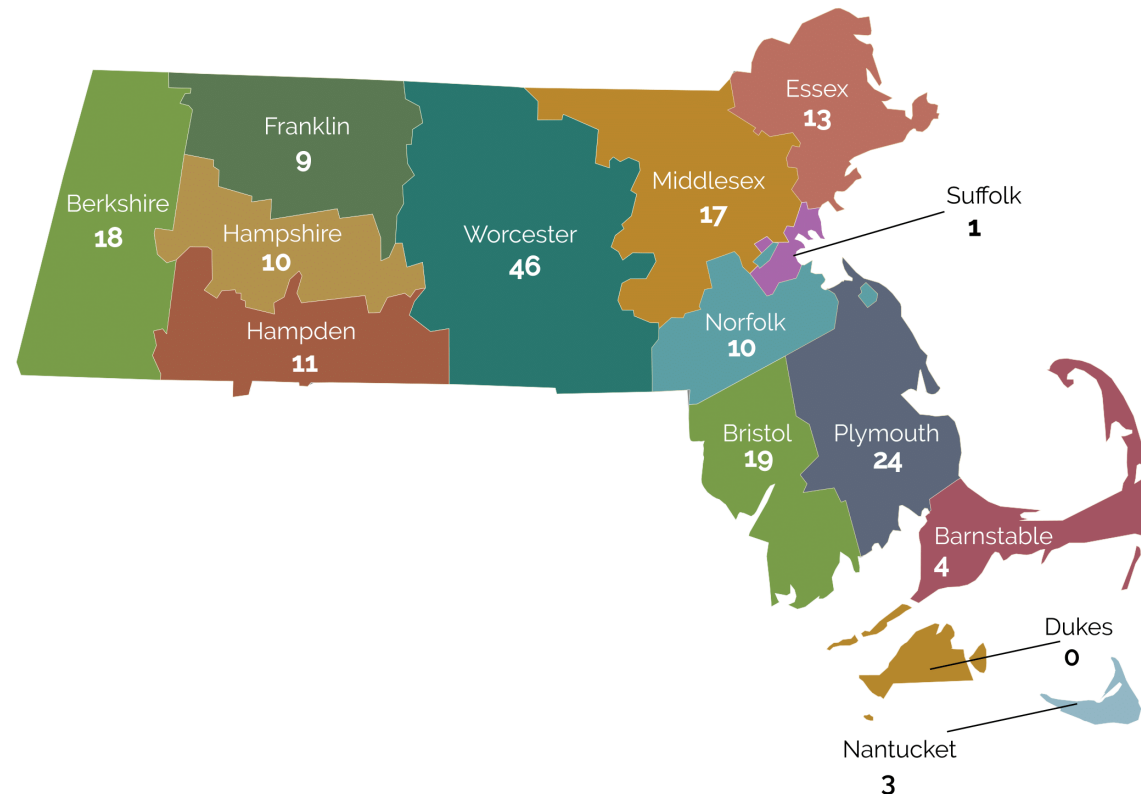 Essex
13
Franklin
9
Middlesex
17
Suffolk
1
Berkshire
18
Hampshire
10
Worcester
46
Norfolk
10
Hampden
11
Bristol
19
Plymouth
24
Barnstable
4
Dukes
0
Nantucket
3